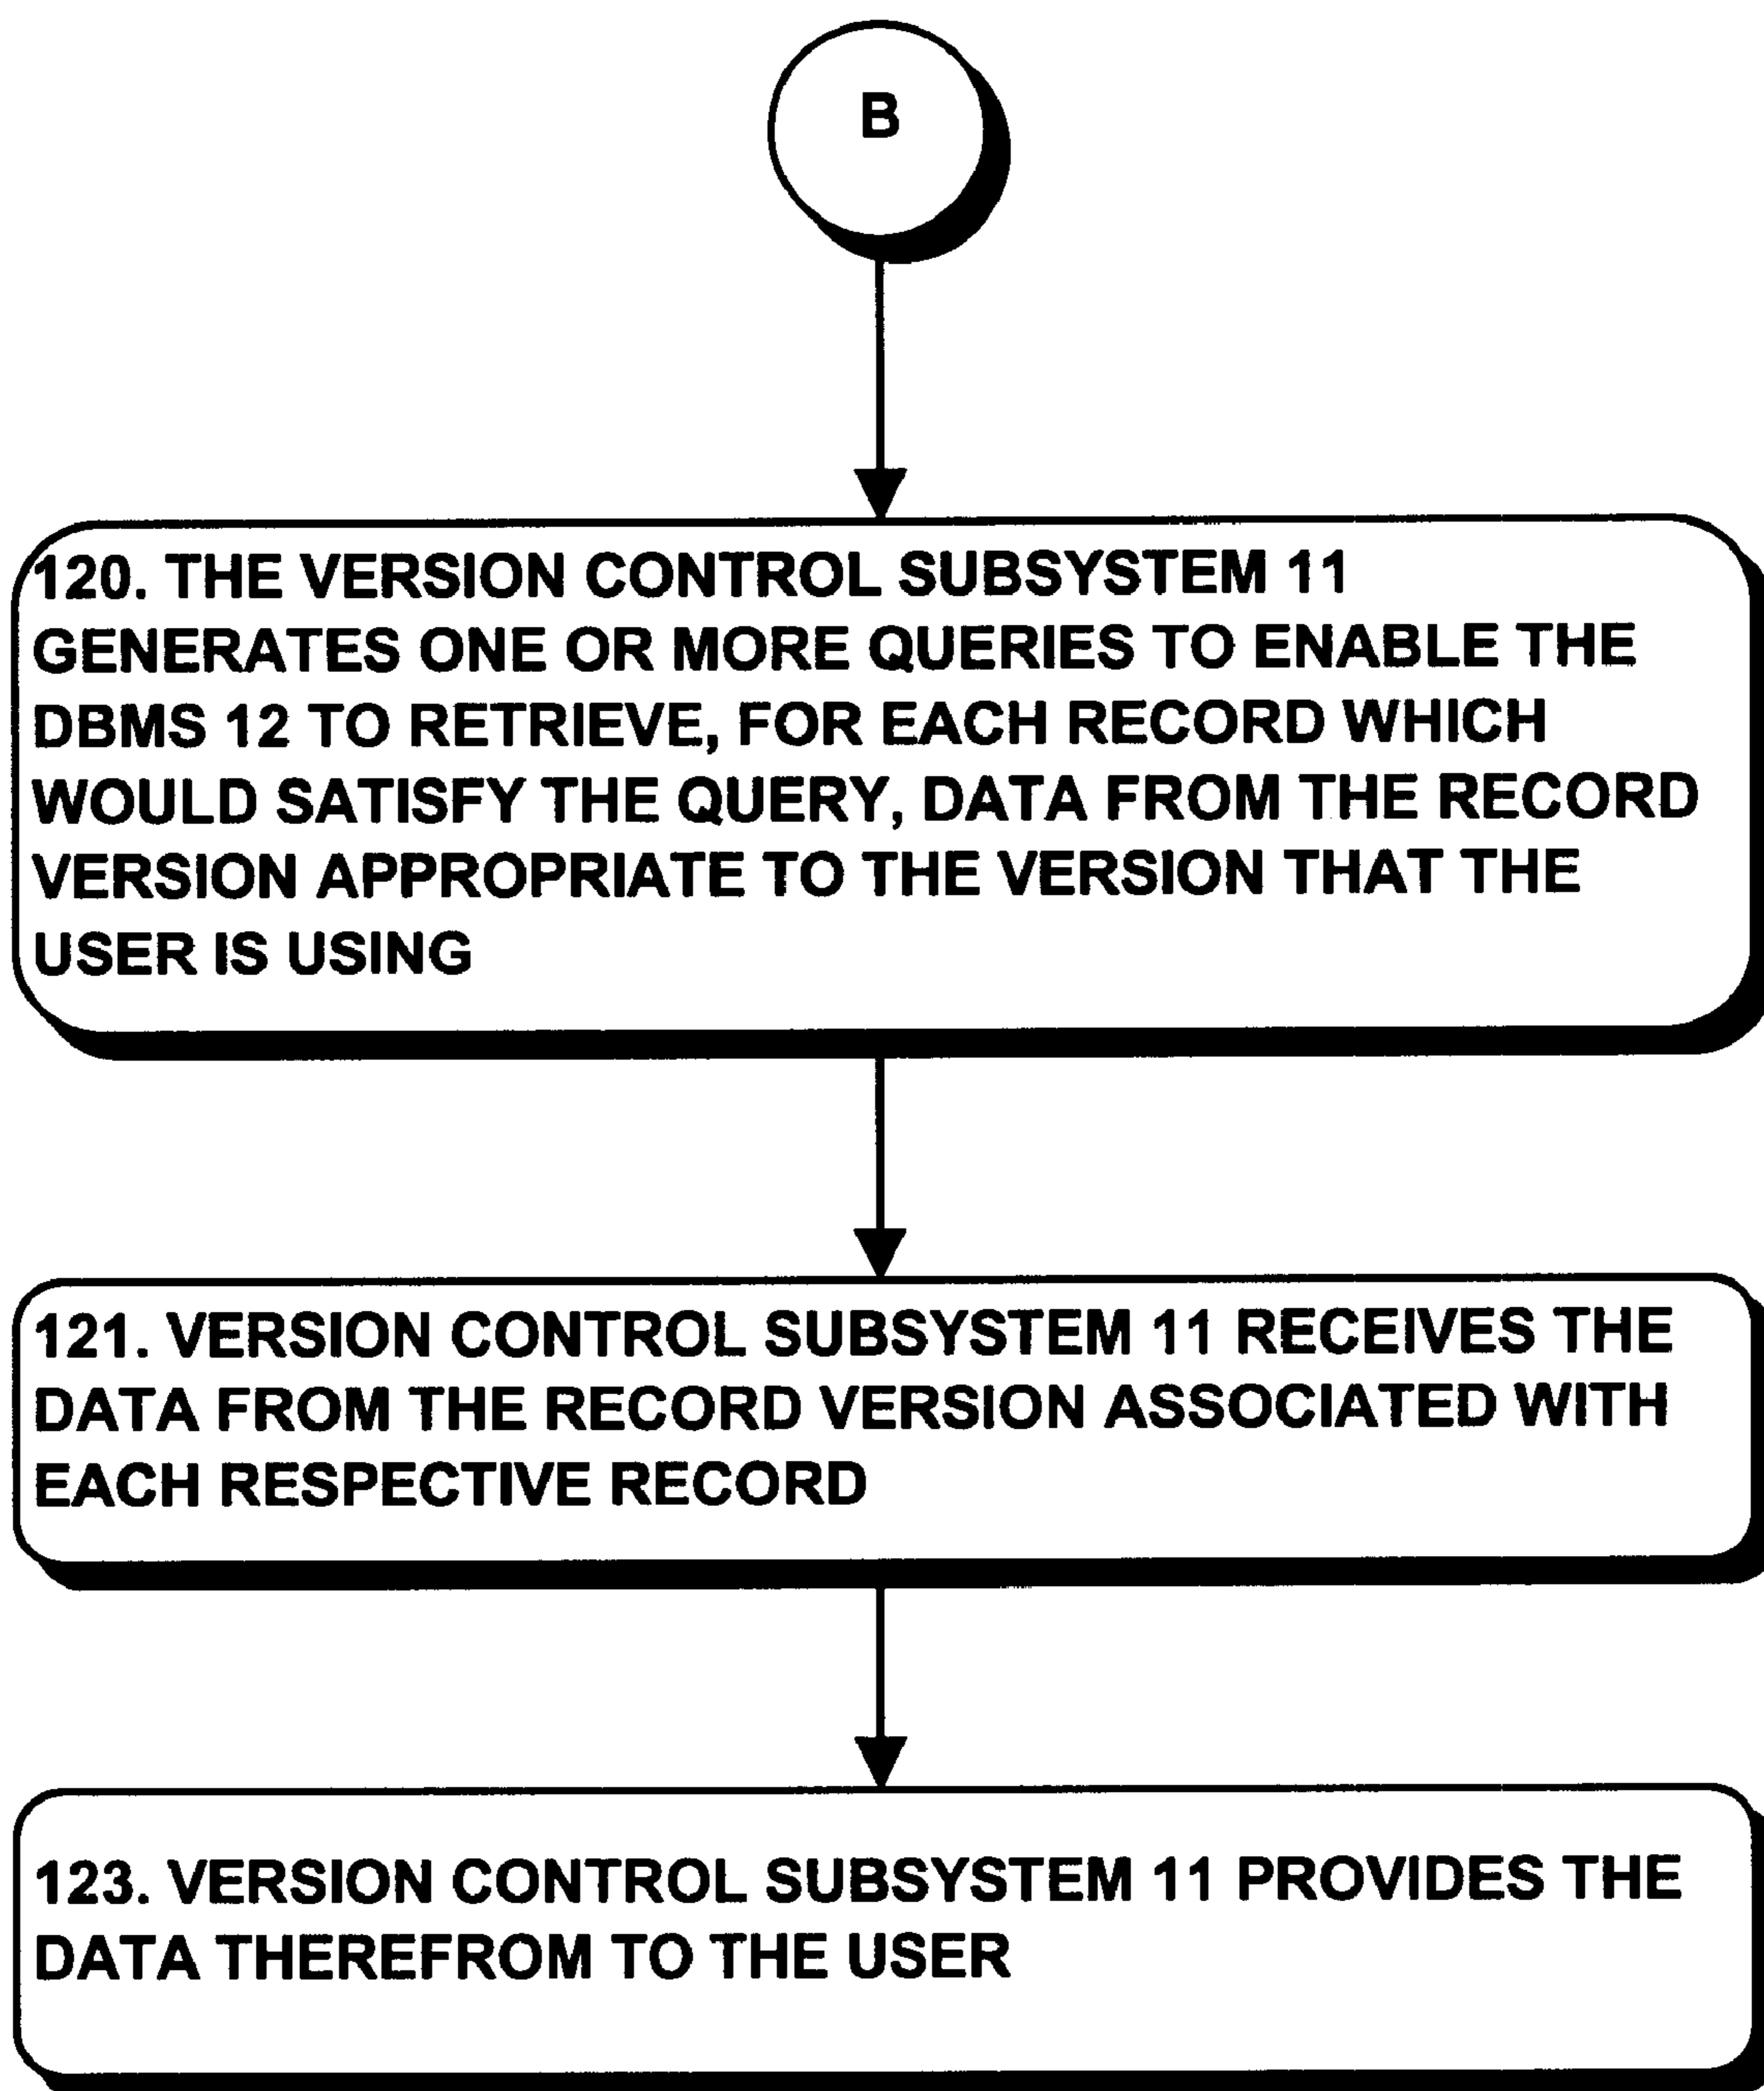 B
120. THE VERSION CONTROL SUBSYSTEM 11
GENERATES ONE OR MORE QUERIES TO ENABLE THE
DBMS 12 TO RETRIEVE, FOR EACH RECORD WHICH
WOULD SATISFY THE QUERY, DATA FROM THE RECORD
VERSION APPROPRIATE TO THE VERSION THAT THE
USER IS USING
121. VERSION CONTROL SUBSYSTEM 11 RECEIVES THE
DATA FROM THE RECORD VERSION ASSOCIATED WITH
EACH RESPECTIVE RECORD
123. VERSION CONTROL SUBSYSTEM 11 PROVIDES THE
DATA THEREFROM TO THE USER